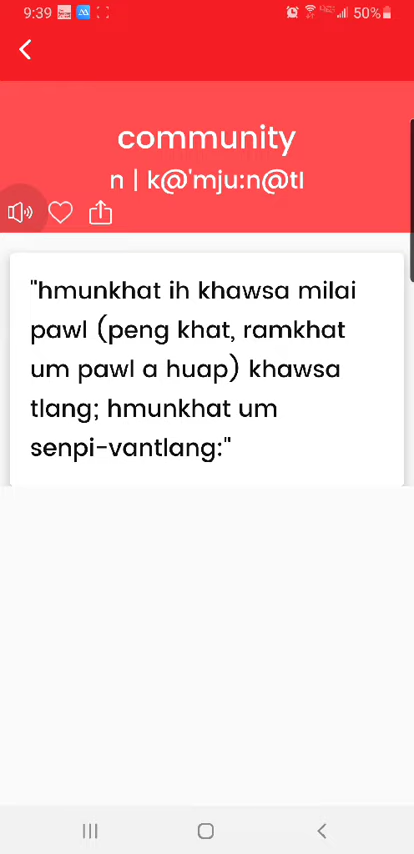 9:39
50%
community
n | k@'mju:n@tI
"hmunkhat ih khawsa milai
pawl (peng khat, ramkhat
um pawl a huap) khawsa
tlang; hmunkhat um
senpi-vantlang:"